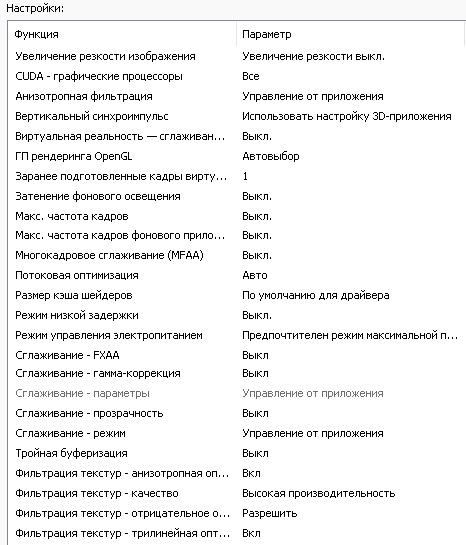 Настройки:
Функция Параметр
Увеличение резкости изображения Увеличение резкости выкл.
CUDA - графические процессоры Все
Анизотропная фильтрация Управление от приложения
Вертикальный синхроимпульс Использовать настройку 3D-приложения
Виртуальная реальность — сглаживан... Выкл.
ГП рендеринга OpenGL Автовыбор
Заранее подготовленные кадры вирту... 1
Затенение фонового освещения Выкл.
Макс. частота кадров Выкл.
Макс. частота кадров фонового прило... Выкл.
Многокадровое сглаживание (MFAA) Выкл.
Потоковая оптимизация Авто
Размер кэша шейдеров По умолчанию для драйвера
Режим низкой задержки Выкл.
Режим управления электропитанием Предпочтителен режим максимальной п...
Сглаживание - FXAA Выкл
Сглаживание - гамма-коррекция Выкл
Сглаживание - параметры Управление от приложения
Сглаживание - прозрачность Выкл
Сглаживание - режим Управление от приложения
Тройная буферизация Выкл
Фильтрация текстур - анизотропная оп... Вкл
Фильтрация текстур - качество Высокая производительность
Фильтрация текстур - отрицательное о... Разрешить
Фильтрация текстур - трилинейная опт... Вкл